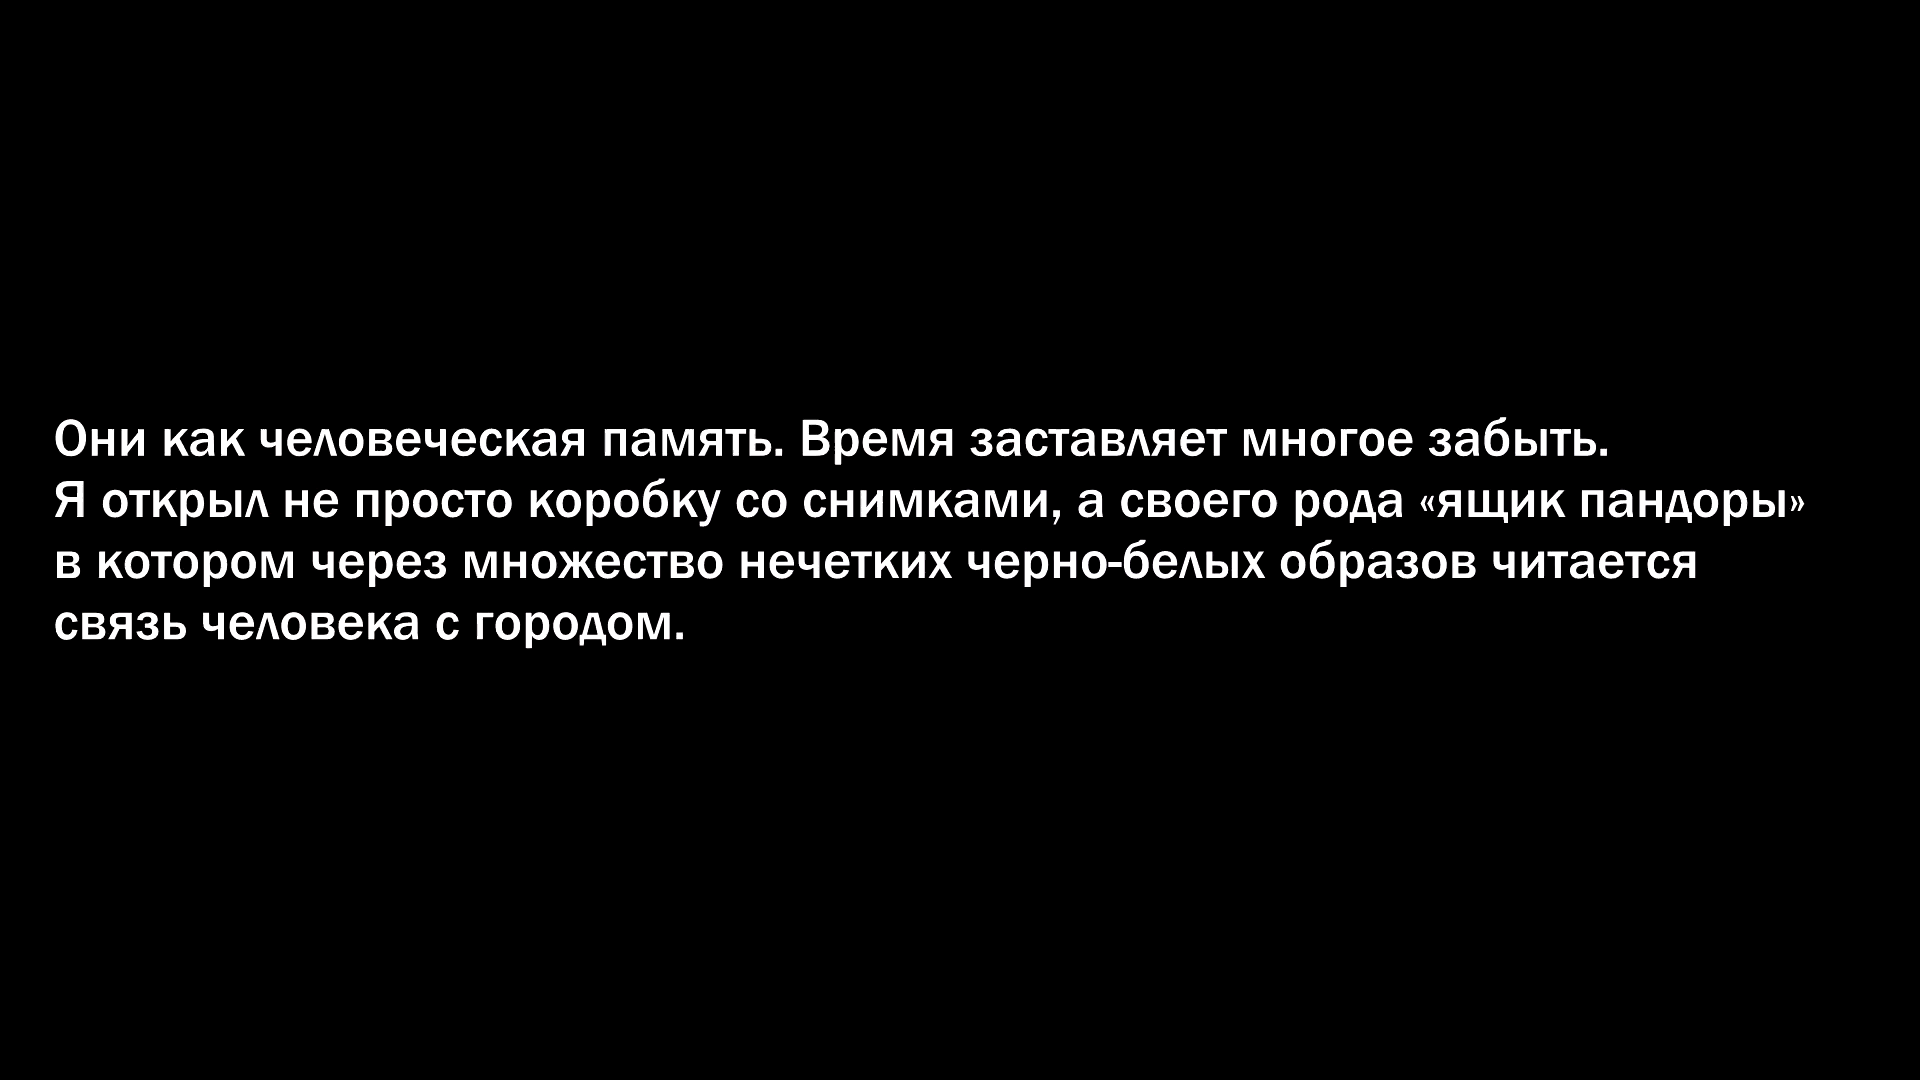 Они как человеческая память. Время заставляет многое забыть.
Я открыл не просто коробку со снимками, а своего рода «ящик пандоры»
в котором через множество нечетких черно-белых образов читается
связь человека с городом.